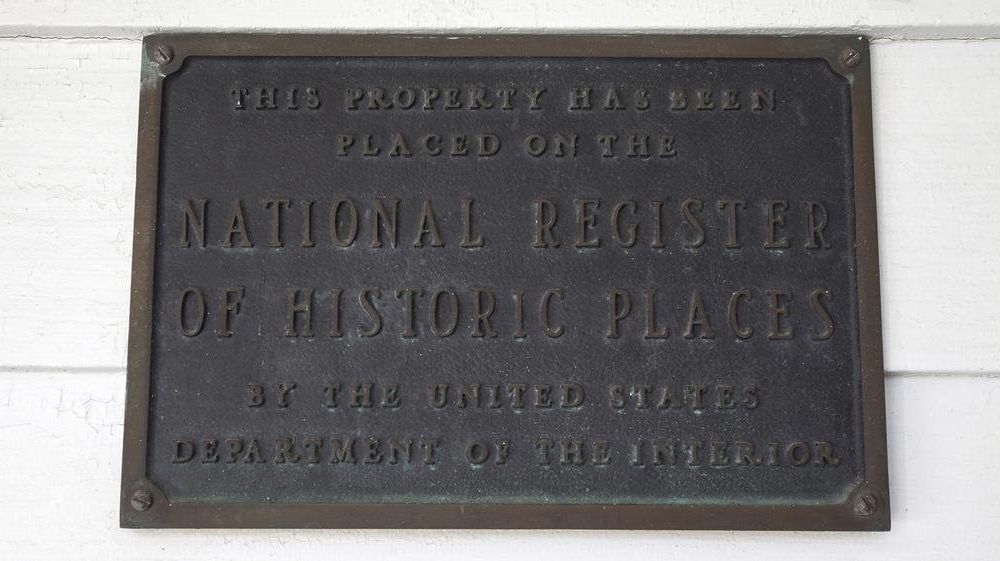 THIS PROPERTY HAS BEEN
PLACED ON THE
NATIONAL REGISTER
OF HISTORIC PLACES
BY THE UNITED STATES
DEPARTMENT OF THE INTERIOR